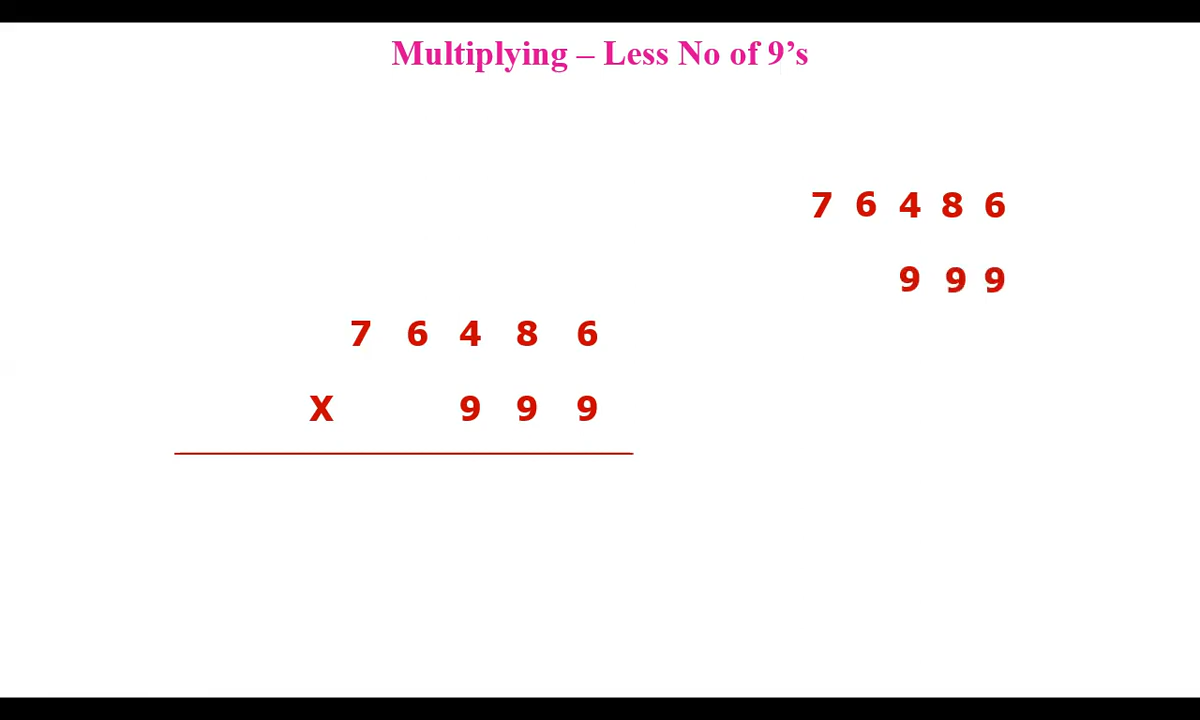 Multiplying – Less No of 9’s
7 6 4 8 6
9 9 9
7 6 4 8 6
X 9 9 9